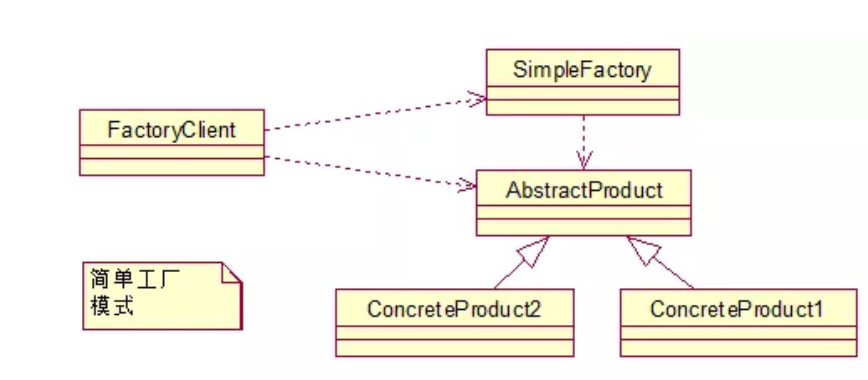 SimpleFactory
FactoryClient
AbstractProduct
简单工厂
模式
ConcreteProduct2
ConcreteProduct1